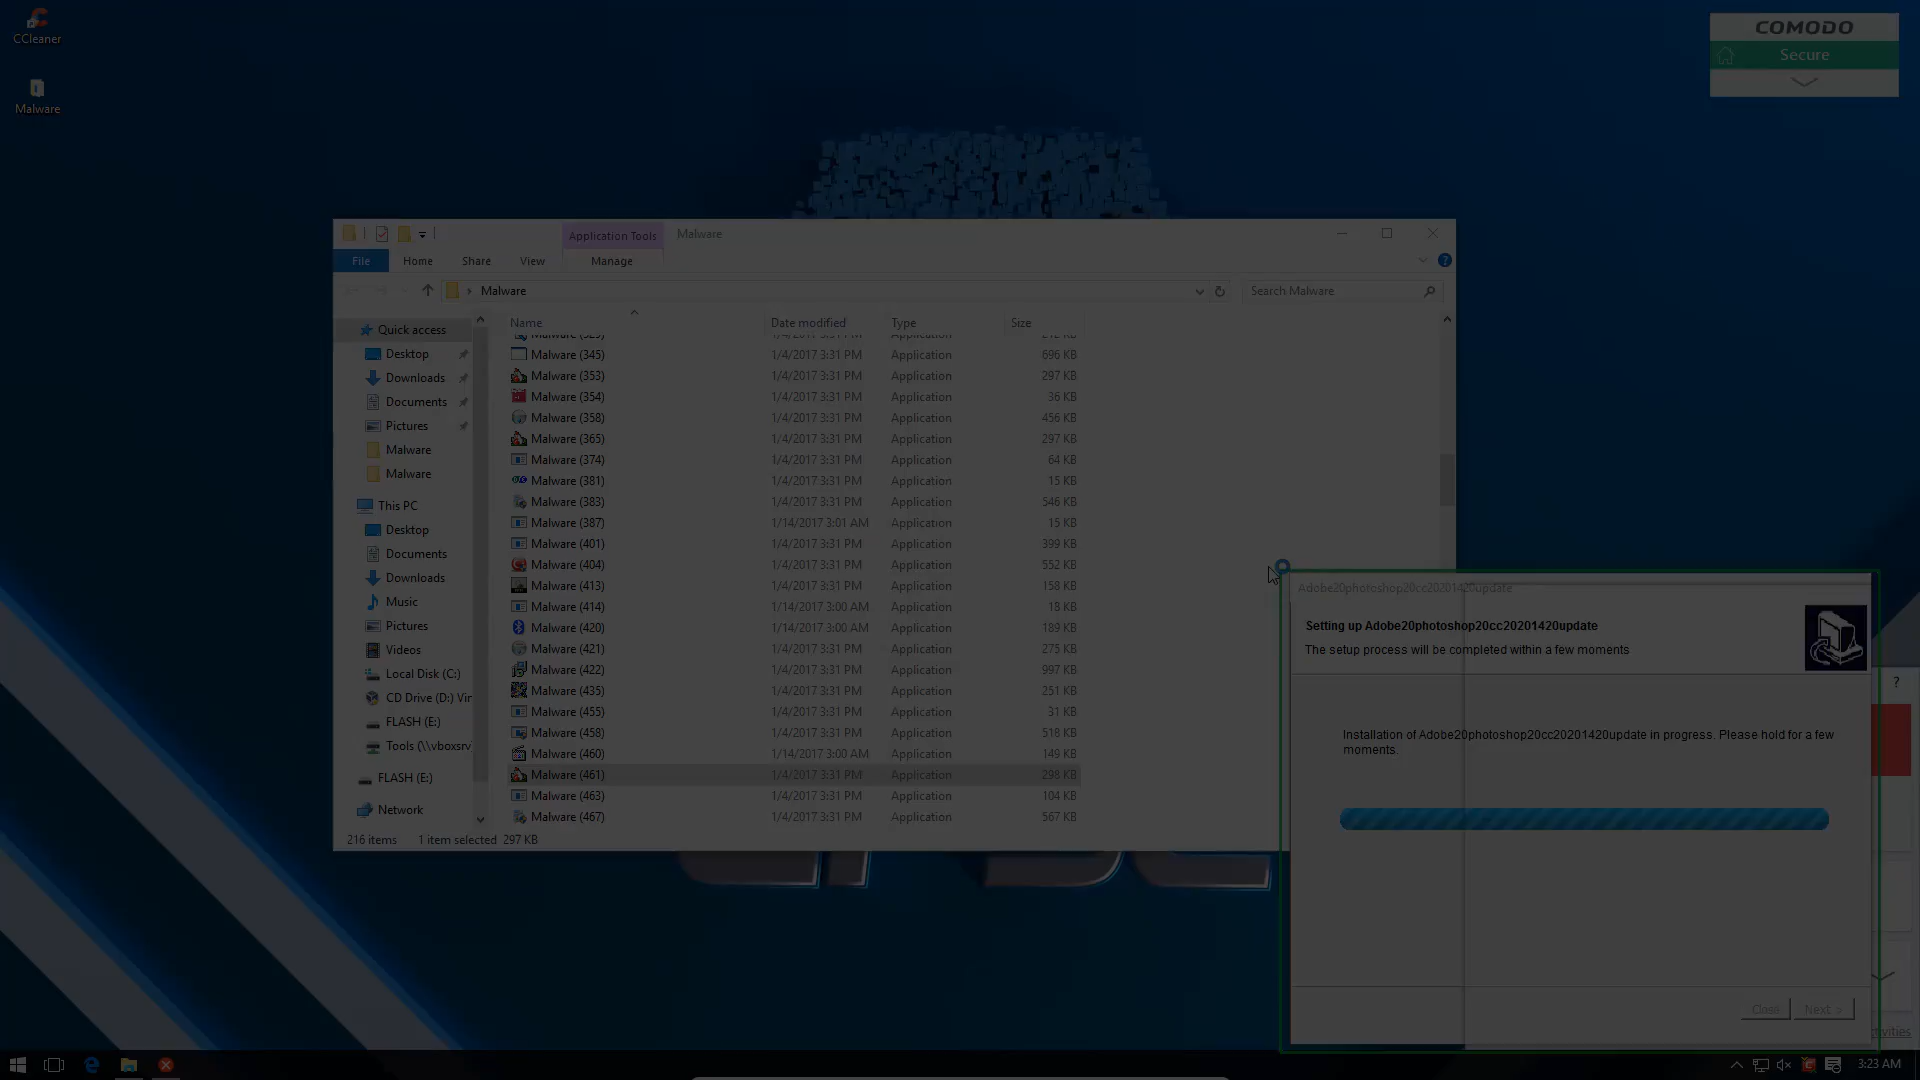 CCleaner
Malware
COMODO
Secure
Application Tools
Malware
File
Home
Share
View
Manage
Malware
Search Malware
Name
Date modified
Type
Size
Quick access
Desktop
Downloads
Documents
Pictures
Malware
Malware
This PC
Desktop
Documents
Downloads
Music
Pictures
Videos
Local Disk (C:)
CD Drive (D:) Vir
FLASH (E:)
Tools (\\vboxsrv
FLASH (E:)
Network
Malware (345) 1/4/2017 3:31 PM Application 696 KB
Malware (353) 1/4/2017 3:31 PM Application 297 KB
Malware (354) 1/4/2017 3:31 PM Application 36 KB
Malware (358) 1/4/2017 3:31 PM Application 456 KB
Malware (365) 1/4/2017 3:31 PM Application 297 KB
Malware (374) 1/4/2017 3:31 PM Application 64 KB
Malware (381) 1/4/2017 3:31 PM Application 15 KB
Malware (383) 1/4/2017 3:31 PM Application 546 KB
Malware (387) 1/14/2017 3:01 AM Application 15 KB
Malware (401) 1/4/2017 3:31 PM Application 399 KB
Malware (404) 1/4/2017 3:31 PM Application 552 KB
Malware (413) 1/4/2017 3:31 PM Application 158 KB
Malware (414) 1/14/2017 3:00 AM Application 18 KB
Malware (420) 1/14/2017 3:00 AM Application 189 KB
Malware (421) 1/4/2017 3:31 PM Application 275 KB
Malware (422) 1/4/2017 3:31 PM Application 997 KB
Malware (435) 1/4/2017 3:31 PM Application 251 KB
Malware (455) 1/4/2017 3:31 PM Application 31 KB
Malware (458) 1/4/2017 3:31 PM Application 518 KB
Malware (460) 1/14/2017 3:00 AM Application 149 KB
Malware (461) 1/4/2017 3:31 PM Application 298 KB
Malware (463) 1/4/2017 3:31 PM Application 104 KB
Malware (467) 1/4/2017 3:31 PM Application 567 KB
216 items 1 item selected 297 KB
Adobe20photoshop20cc20201420update
Setting up Adobe20photoshop20cc20201420update
The setup process will be completed within a few moments
Installation of Adobe20photoshop20cc20201420update in progress. Please hold for a few
moments.
Close
Next >
?
3:23 AM